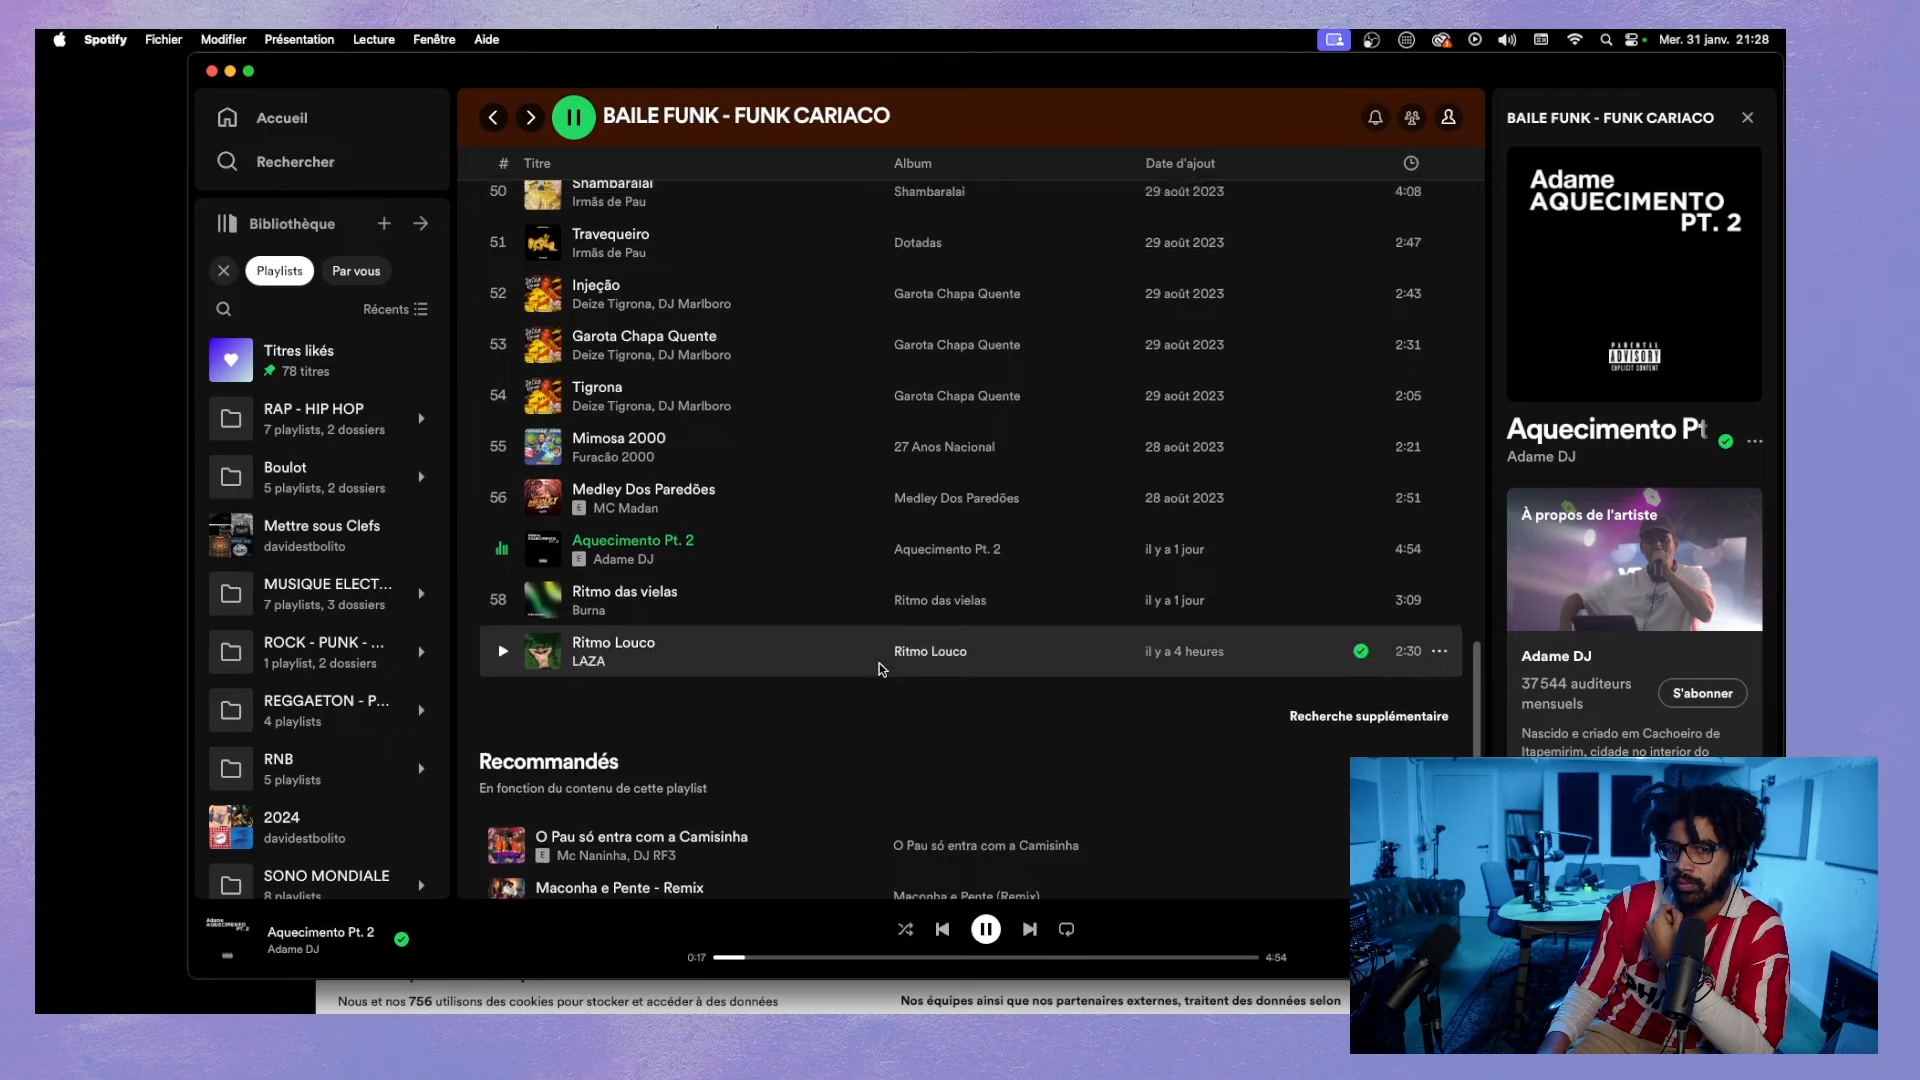 Spotify Fichier Modifier Présentation Lecture Fenêtre Aide
Mer. 31 janv. 21:28
Accueil
Rechercher
Bibliothèque
Playlists
Par vous
Récents
Titres likés
78 titres
RAP - HIP HOP
7 playlists, 2 dossiers
Boulot
5 playlists, 2 dossiers
Mettre sous Clefs
davidestbolito
MUSIQUE ELECT...
7 playlists, 3 dossiers
ROCK - PUNK - ...
1 playlist, 2 dossiers
REGGAETON - P...
4 playlists
RNB
5 playlists
2024
davidestbolito
SONO MONDIALE
8 playlists
BAILE FUNK - FUNK CARIACO
# Titre Album Date d'ajout
50 Shambaralai Shambaralai 29 août 2023 4:08
Irmãs de Pau
51 Travequeiro Dotadas 29 août 2023 2:47
Irmãs de Pau
52 Injeção Garota Chapa Quente 29 août 2023 2:43
Deize Tigrona, DJ Marlboro
53 Garota Chapa Quente Garota Chapa Quente 29 août 2023 2:31
Deize Tigrona, DJ Marlboro
54 Tigrona Garota Chapa Quente 29 août 2023 2:05
Deize Tigrona, DJ Marlboro
55 Mimosa 2000 27 Anos Nacional 28 août 2023 2:21
Furacão 2000
56 Medley Dos Paredões Medley Dos Paredões 28 août 2023 2:51
E MC Madan
Aquecimento Pt. 2 Aquecimento Pt. 2 il y a 1 jour 4:54
E Adame DJ
58 Ritmo das vielas Ritmo das vielas il y a 1 jour 3:09
Burna
Ritmo Louco Ritmo Louco il y a 4 heures 2:30
LAZA
Recherche supplémentaire
Recommandés
En fonction du contenu de cette playlist
O Pau só entra com a Camisinha O Pau só entra com a Camisinha
E Mc Naninha, DJ RF3
Maconha e Pente - Remix Maconha e Pente (Remix)
BAILE FUNK - FUNK CARIACO
Adame
AQUECIMENTO
PT. 2
PARENTAL
ADVISORY
EXPLICIT CONTENT
Aquecimento Pt
Adame DJ
À propos de l'artiste
Adame DJ
37 544 auditeurs
mensuels
S'abonner
Nascido e criado em Cachoeiro de
Itapemirim, cidade no interior do
Aquecimento Pt. 2
Adame DJ
0:17 4:54
Nous et nos 756 utilisons des cookies pour stocker et accéder à des données
Nos équipes ainsi que nos partenaires externes, traitent des données selon